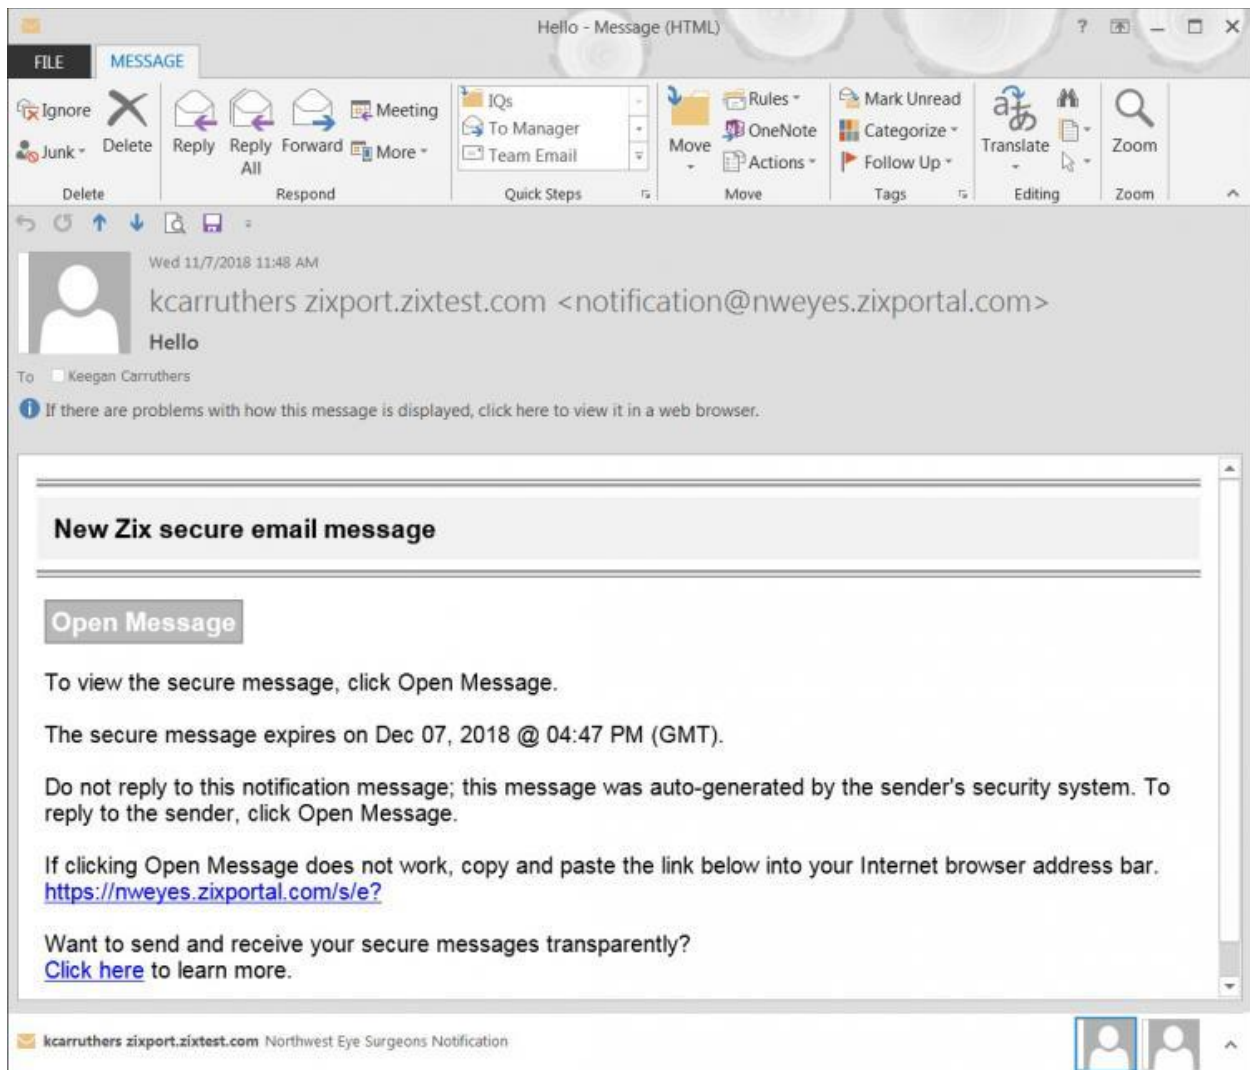 Hello - Message (HTML)
?
FILE
MESSAGE
Ignore
Junk
Delete
Reply
Reply All
Forward
Meeting
More
IQs
To Manager
Team Email
Move
Rules
OneNote
Actions
Mark Unread
Categorize
Follow Up
Translate
Zoom
Delete
Respond
Quick Steps
Move
Tags
Editing
Zoom
Wed 11/7/2018 11:48 AM
kcarruthers zixport.zixtest.com <notification@nweyes.zixportal.com>
Hello
To Keegan Carruthers
If there are problems with how this message is displayed, click here to view it in a web browser.
New Zix secure email message
Open Message
To view the secure message, click Open Message.
The secure message expires on Dec 07, 2018 @ 04:47 PM (GMT).
Do not reply to this notification message; this message was auto-generated by the sender's security system. To
reply to the sender, click Open Message.
If clicking Open Message does not work, copy and paste the link below into your Internet browser address bar.
https://nweyes.zixportal.com/s/e?
Want to send and receive your secure messages transparently?
Click here to learn more.
kcarruthers zixport.zixtest.com Northwest Eye Surgeons Notification